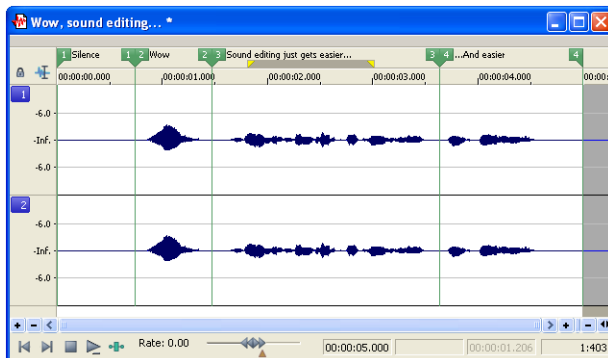 Wow, sound editing... *
1 Silence 1 2 Wow 2 3 Sound editing just gets easier... 3 4 ...And easier 4
00:00:00.000 00:00:01.000 00:00:02.000 00:00:03.000 00:00:04.000 00:00:
1
-6.0
-Inf.
-6.0
2
-6.0
-Inf.
-6.0
Rate: 0.00 00:00:05.000 00:00:01.206 1:403